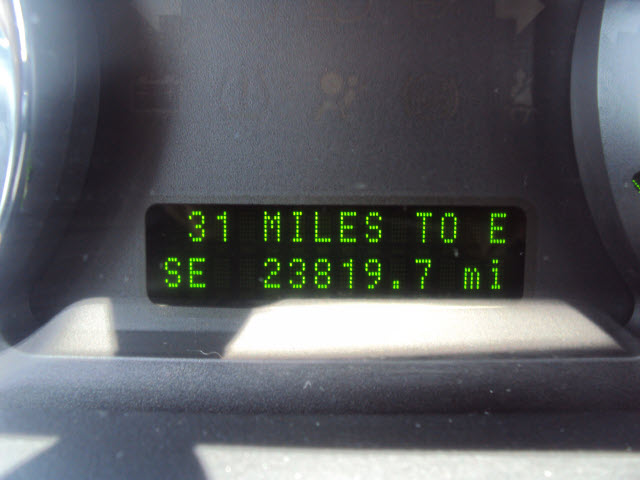 31 MILES TO E
SE 23819.7 mi